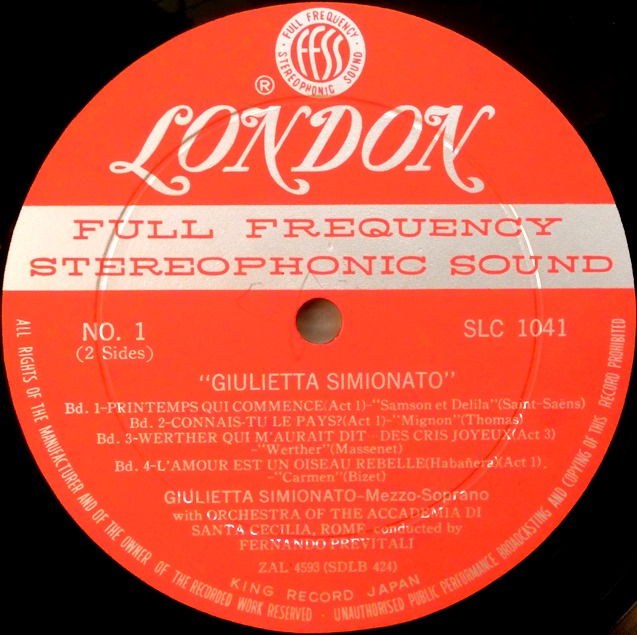 FULL FREQUENCY
FFSS
STEREOPHONIC SOUND
®
LONDON
FULL FREQUENCY
STEREOPHONIC SOUND
NO. 1
SLC 1041
(2 Sides)
"GIULIETTA SIMIONATO"
Bd. 1-PRINTEMPS QUI COMMENCE(Act 1)-"Samson et Delila"(Saint-Saëns)
Bd. 2-CONNAIS-TU LE PAYS?(Act 1)-"Mignon"(Thomas)
Bd. 3-WERTHER QUI M'AURAIT DIT--DES CRIS JOYEUX(Act 3)
-"Werther"(Massenet)
Bd. 4-L'AMOUR EST UN OISEAU REBELLE(Habañera)(Act 1).
-"Carmen"(Bizet)
GIULIETTA SIMIONATO-Mezzo-Soprano
with ORCHESTRA OF THE ACCADEMIA DI
SANTA CECILIA, ROME conducted by
FERNANDO PREVITALI
ZAL 4593 (SDLB 424)
KING RECORD JAPAN
ALL RIGHTS OF THE MANUFACTURER AND OF THE OWNER OF THE RECORDED WORK RESERVED · UNAUTHORISED PUBLIC PERFORMANCE BROADCASTING AND COPYING OF THIS RECORD PROHIBITED